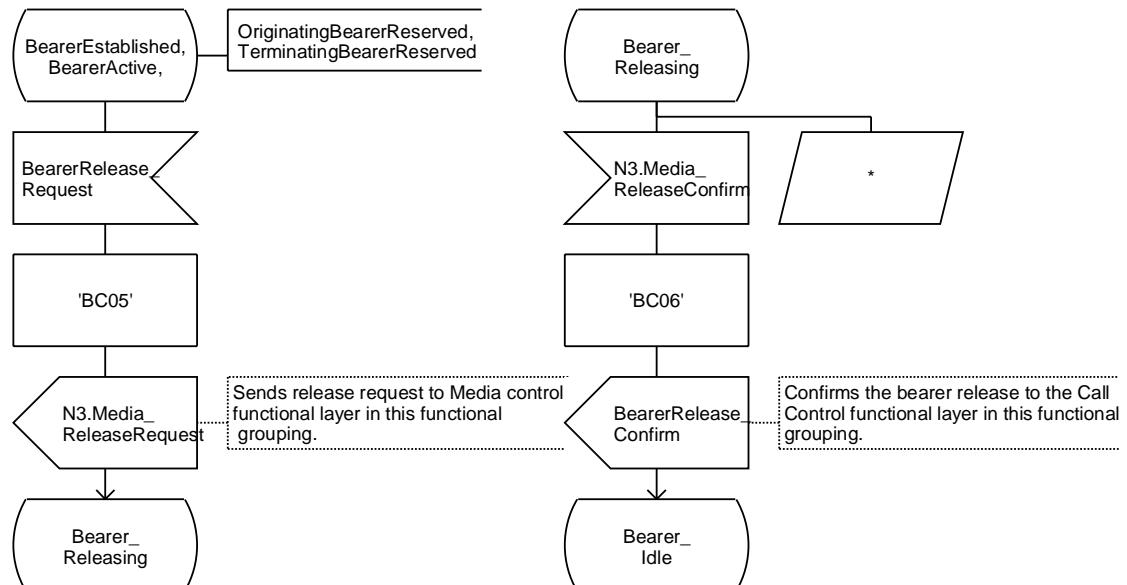 BearerEstablished,
BearerActive,
OriginatingBearerReserved,
TerminatingBearerReserved
BearerRelease_
Request
'BC05'
N3.Media_
ReleaseRequest
Sends release request to Media control
functional layer in this functional
grouping.
Bearer_
Releasing
Bearer_
Releasing
N3.Media_
ReleaseConfirm
*
'BC06'
BearerRelease_
Confirm
Confirms the bearer release to the Call
Control functional layer in this functional
grouping.
Bearer_
Idle